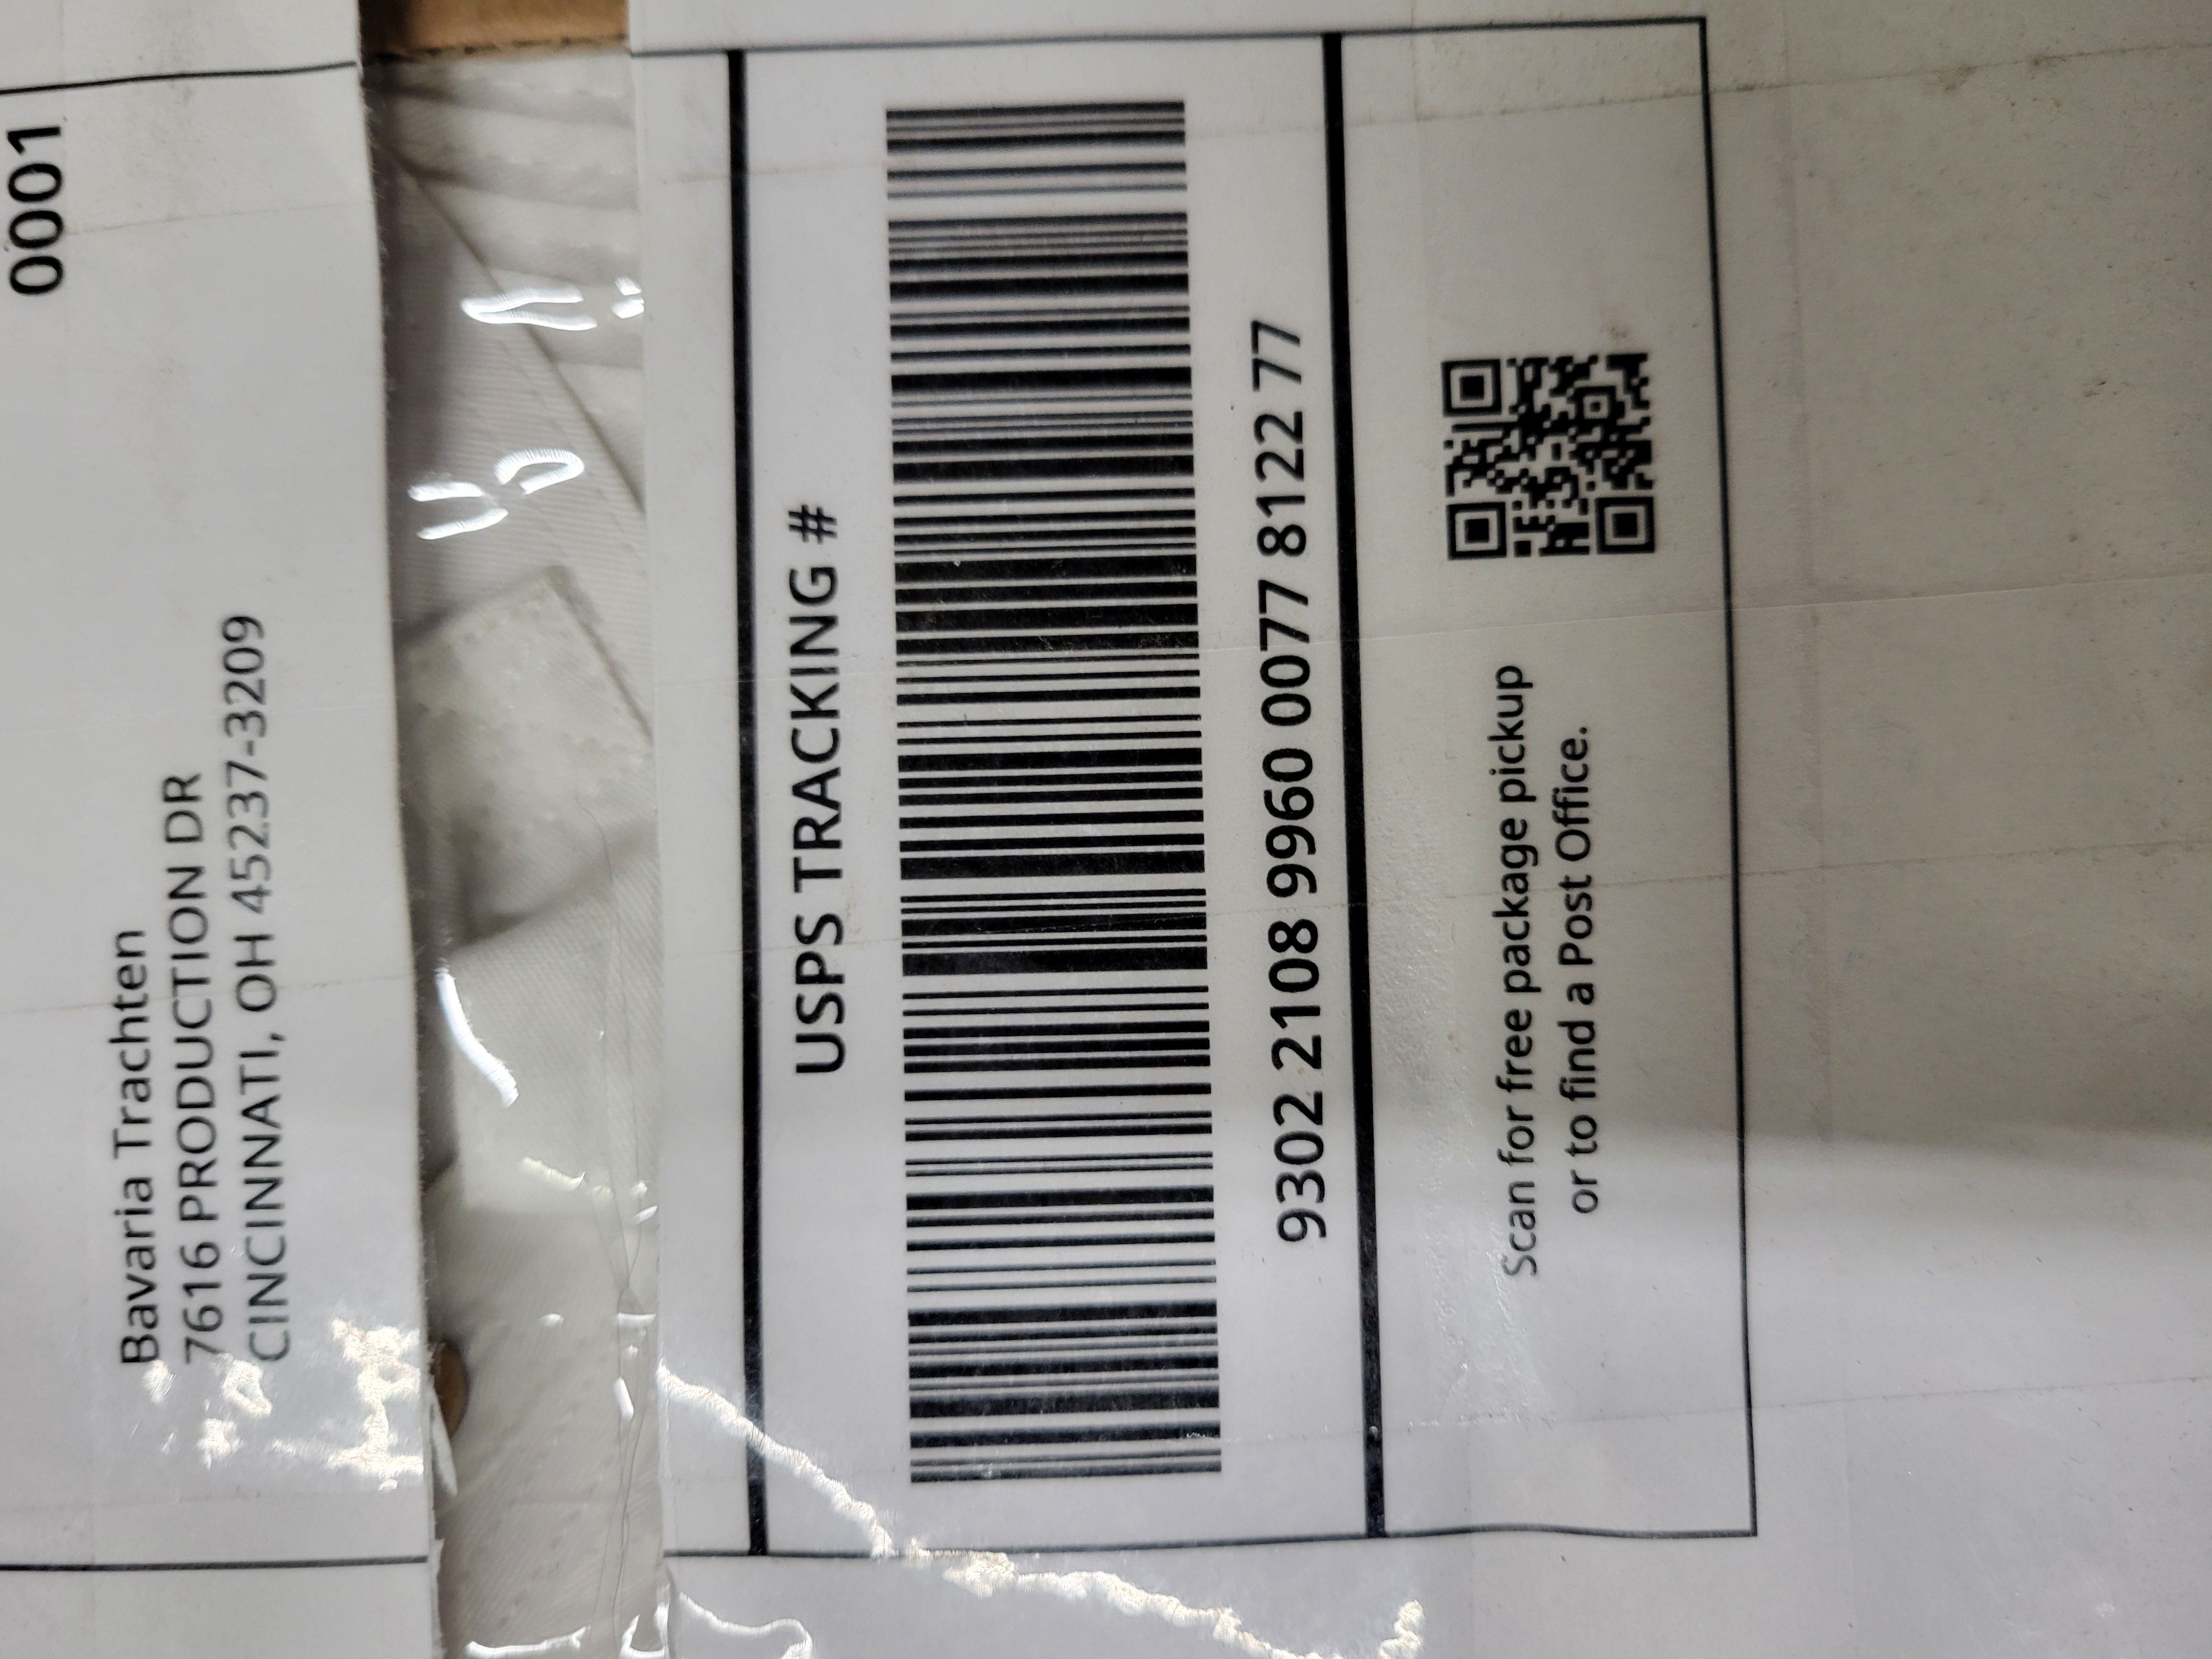 0001
Bavaria Trachten
7616 PRODUCTION DR
CINCINNATI, OH 45237-3209
USPS TRACKING #
9302 2108 9960 0077 8122 77
Scan for free package pickup
or to find a Post Office.